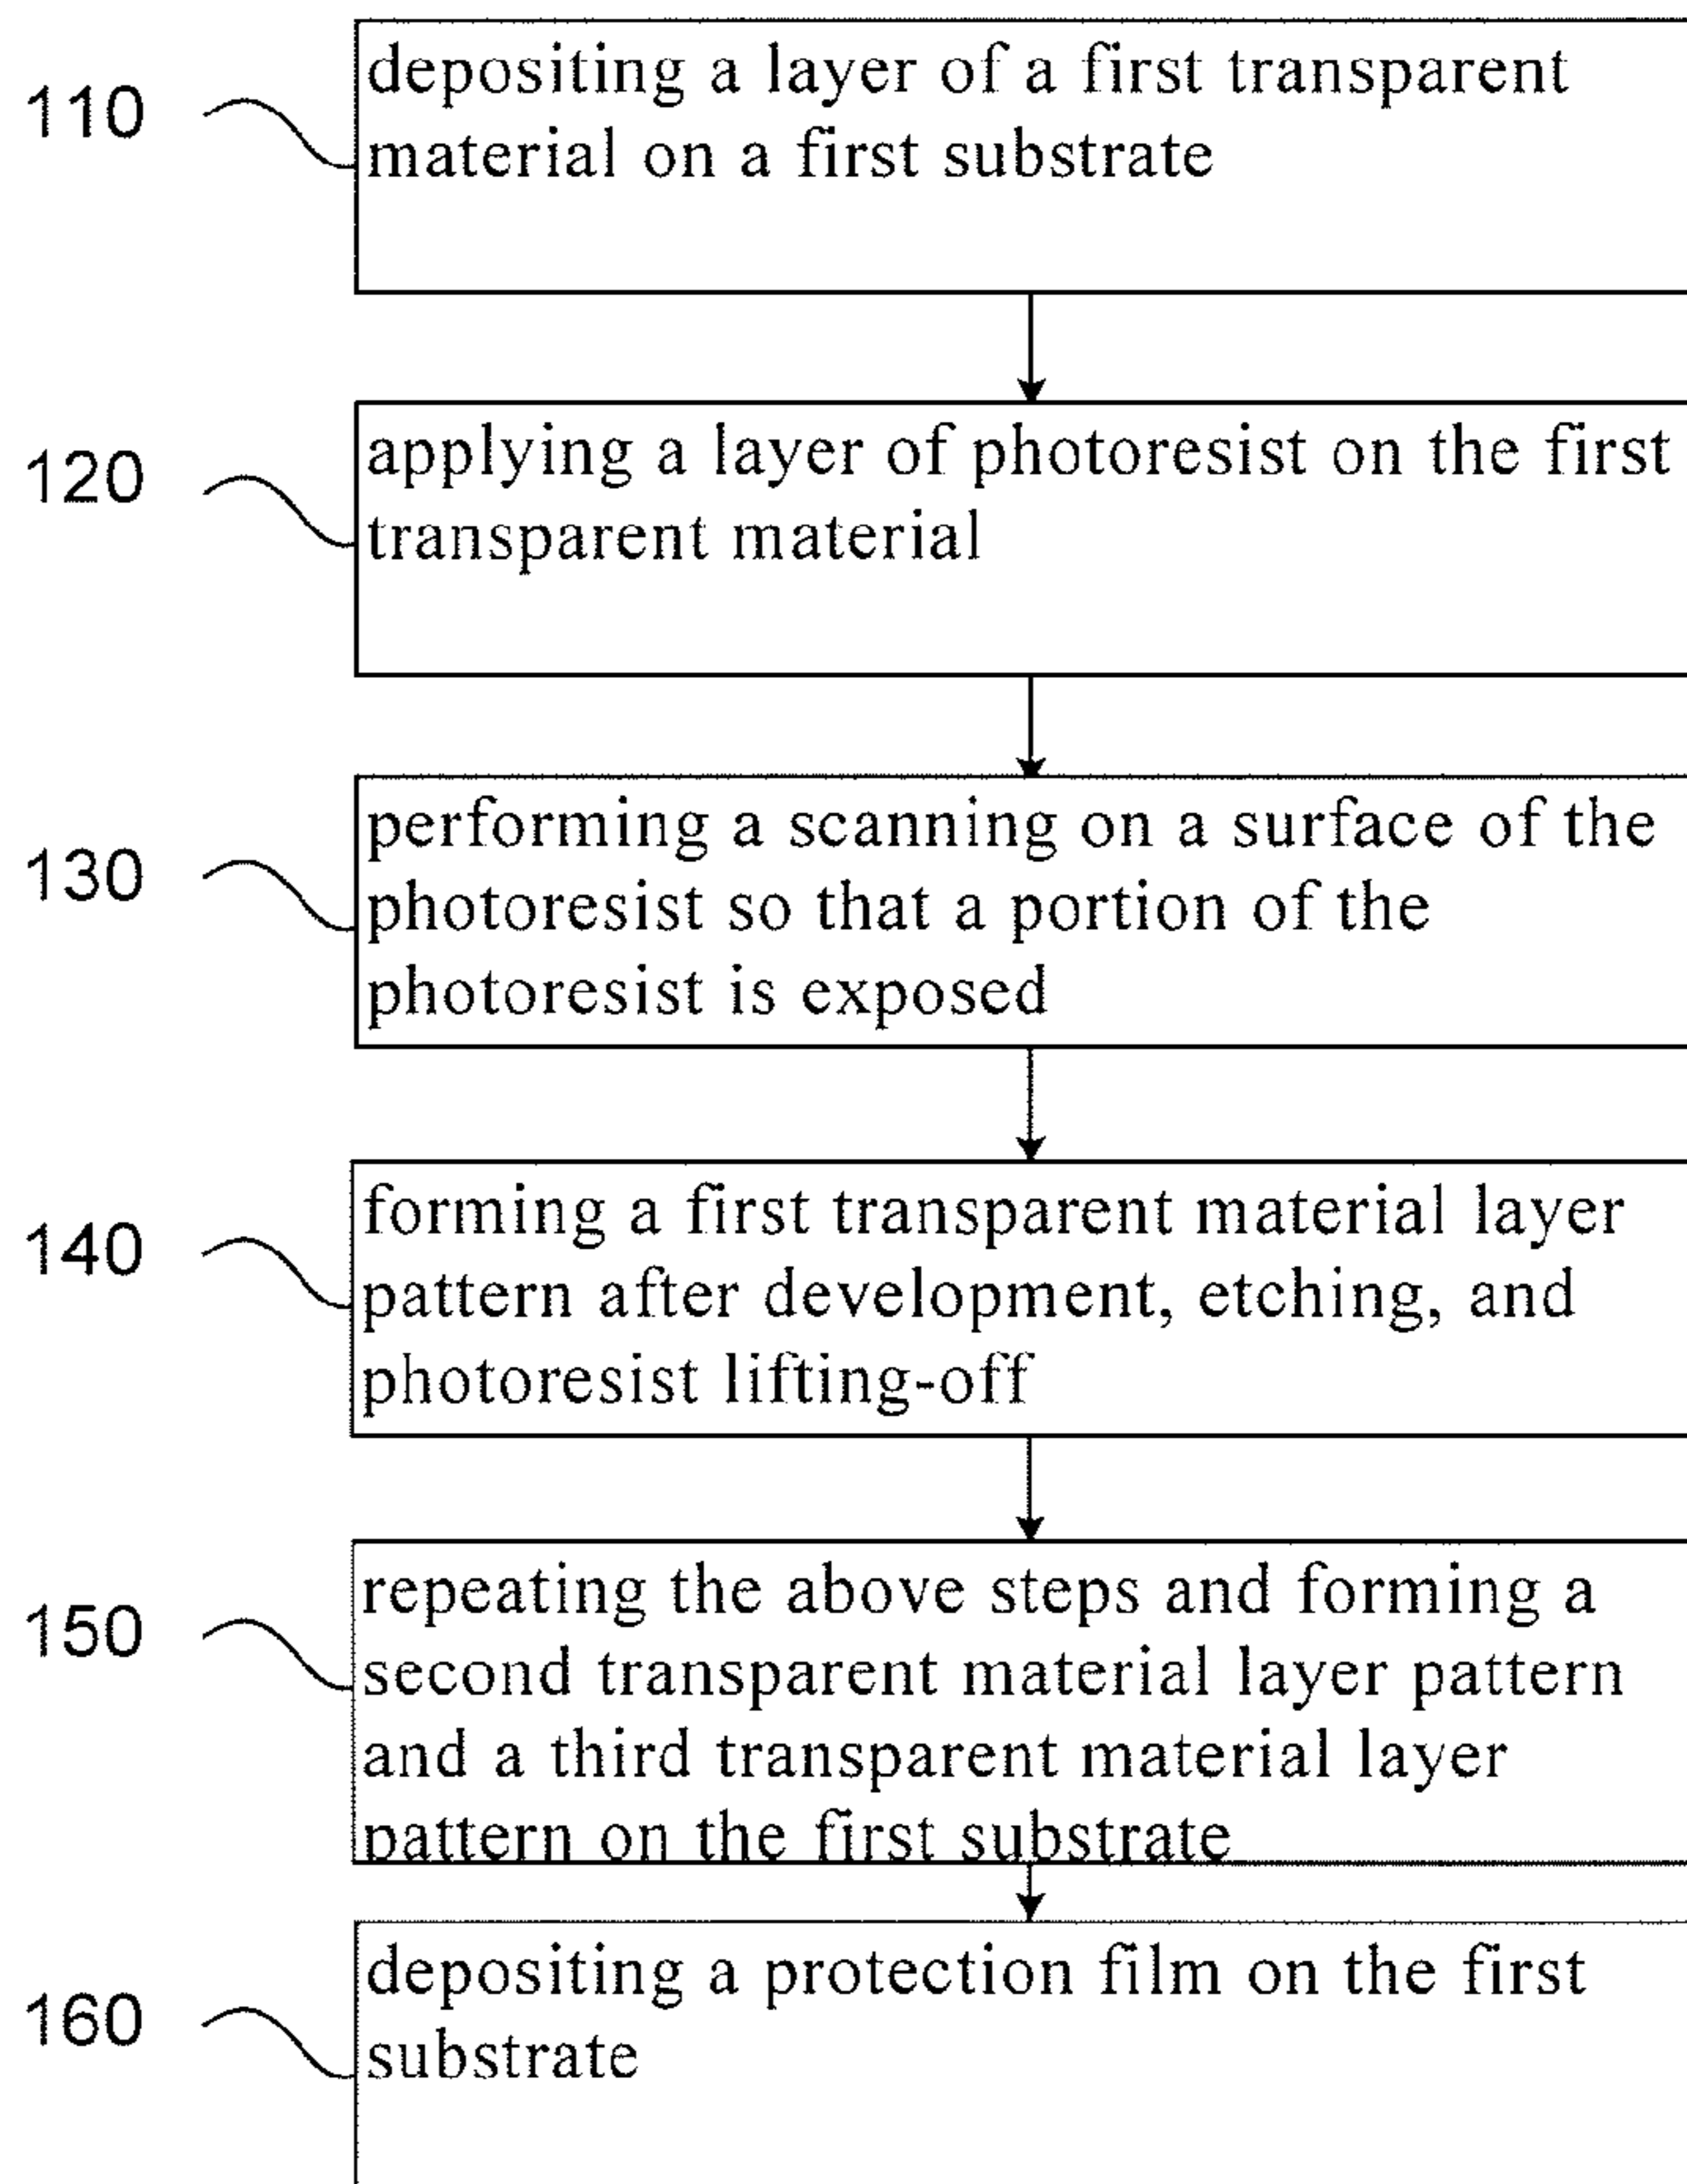 110
depositing a layer of a first transparent
material on a first substrate
120
applying a layer of photoresist on the first
transparent material
130
performing a scanning on a surface of the
photoresist so that a portion of the
photoresist is exposed
140
forming a first transparent material layer
pattern after development, etching, and
photoresist lifting-off
150
repeating the above steps and forming a
second transparent material layer pattern
and a third transparent material layer
pattern on the first substrate
160
depositing a protection film on the first
substrate